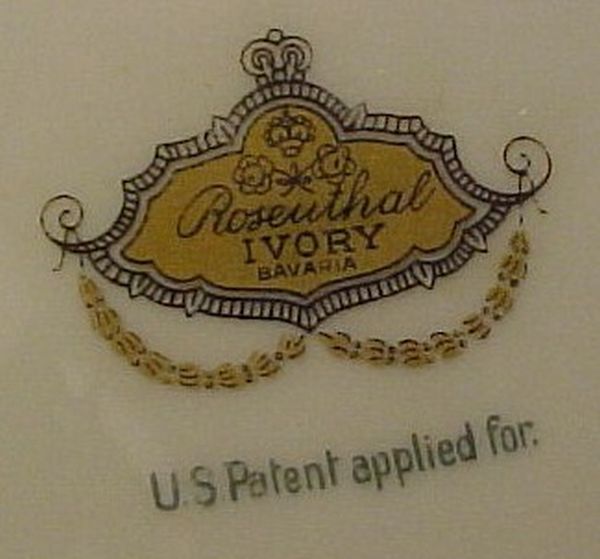 Rosenthal
IVORY
BAVARIA
U.S Patent applied for.